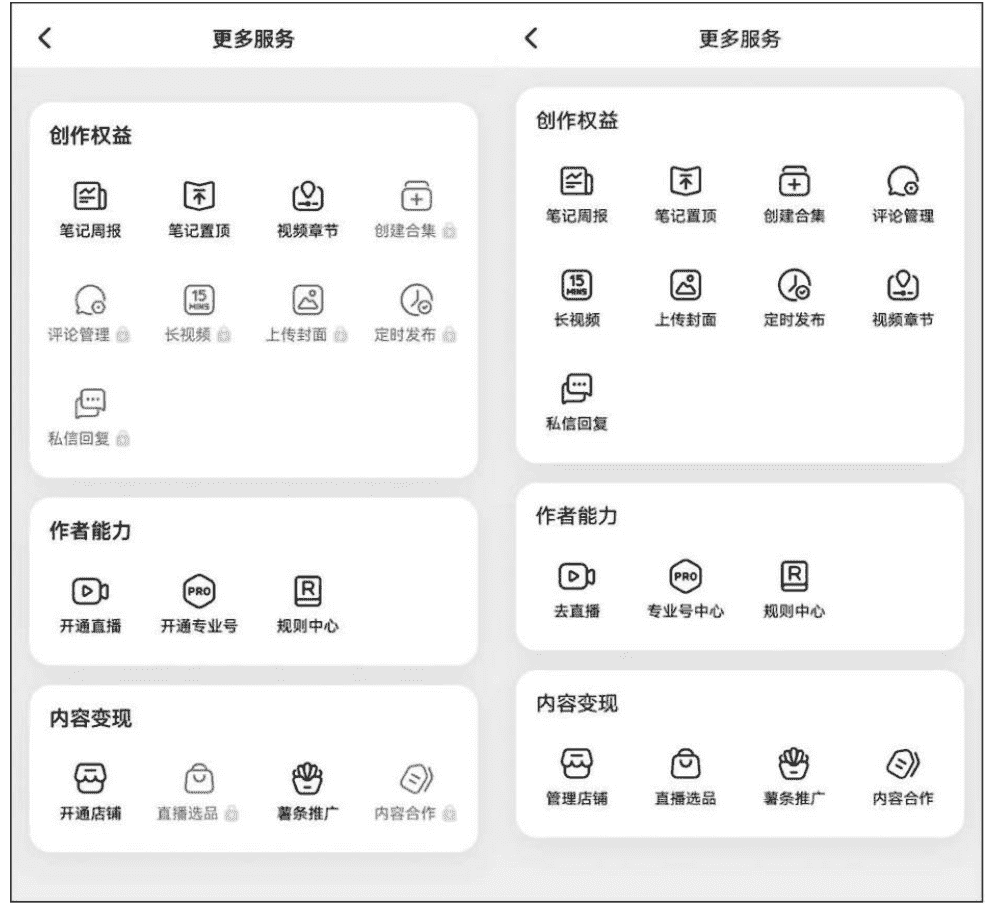 更多服务
创作权益
笔记周报 笔记置顶 视频章节 创建合集
15
MINS
评论管理 长视频 上传封面 定时发布
私信回复
作者能力
PRO R
开通直播 开通专业号 规则中心
内容变现
开通店铺 直播选品 薯条推广 内容合作
更多服务
创作权益
笔记周报 笔记置顶 创建合集 评论管理
15
MINS
长视频 上传封面 定时发布 视频章节
私信回复
作者能力
PRO R
去直播 专业号中心 规则中心
内容变现
管理店铺 直播选品 薯条推广 内容合作